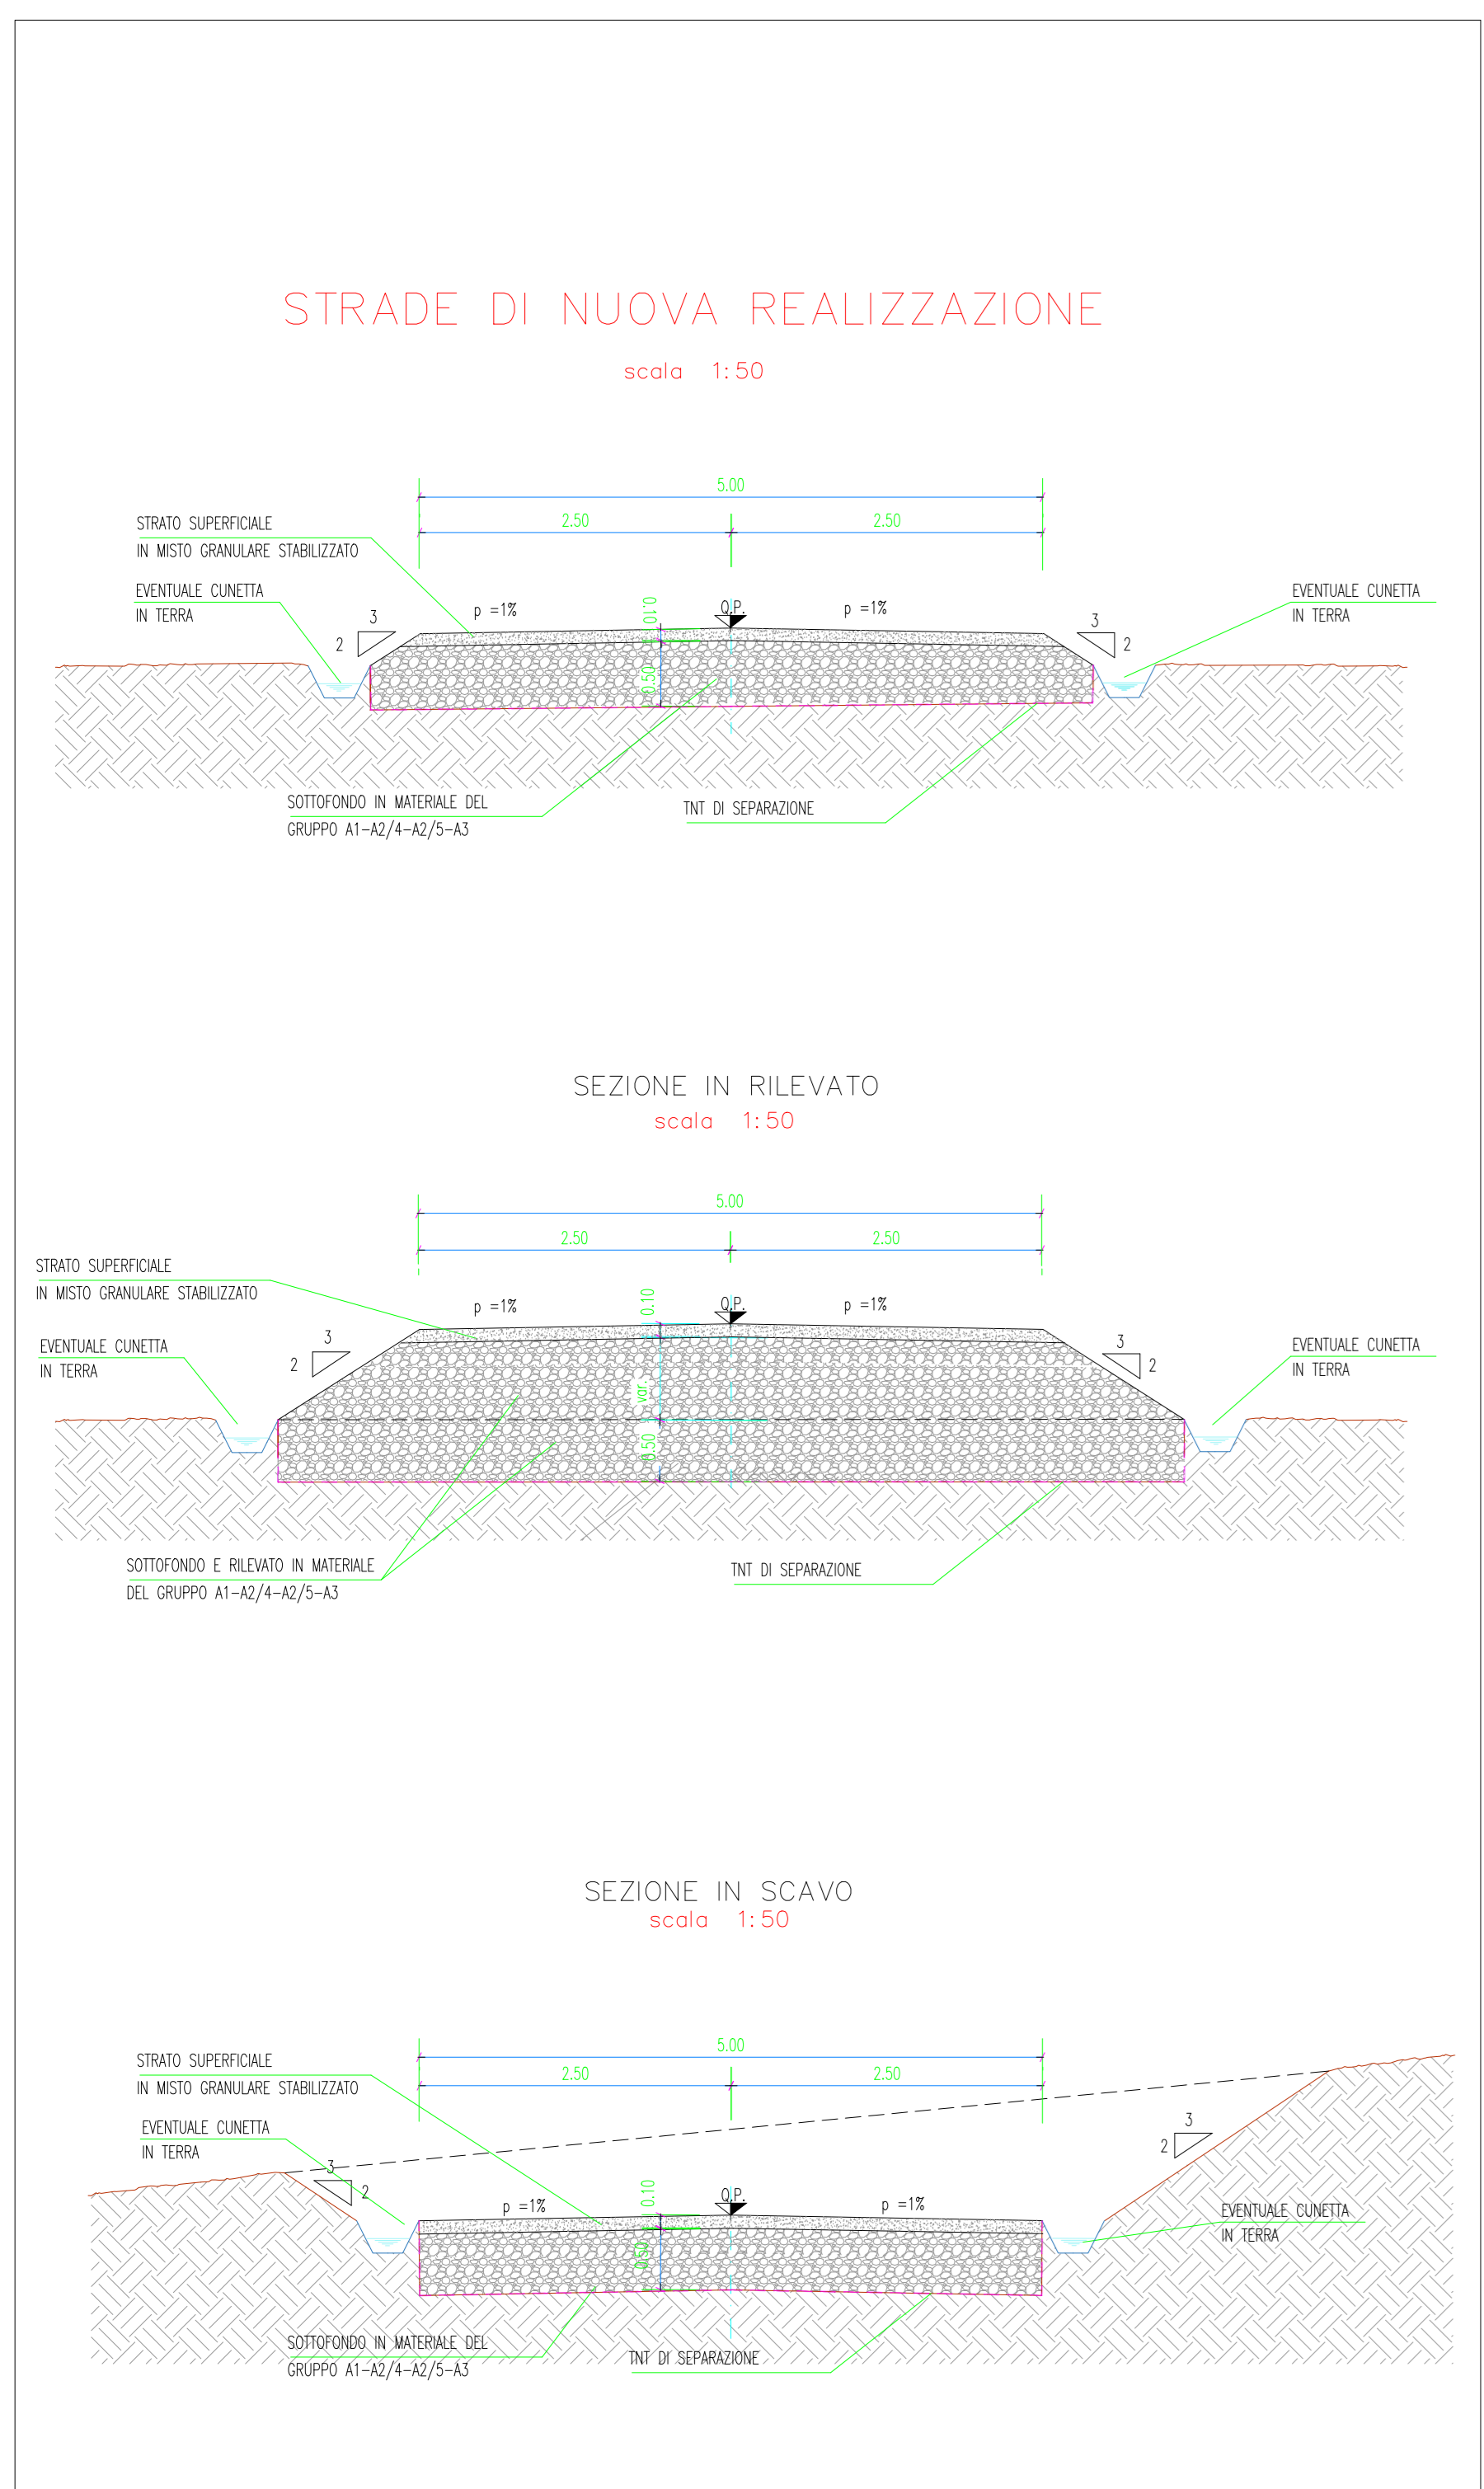 STRADE DI NUOVA REALIZZAZIONE
scala 1:50
5.00
2.50 2.50
STRATO SUPERFICIALE
IN MISTO GRANULARE STABILIZZATO
EVENTUALE CUNETTA
IN TERRA
EVENTUALE CUNETTA
IN TERRA
3
2
p =1%
0.10
Q.P.
p =1%
3
2
0.50
SOTTOFONDO IN MATERIALE DEL
GRUPPO A1-A2/4-A2/5-A3
TNT DI SEPARAZIONE
SEZIONE IN RILEVATO
scala 1:50
5.00
2.50 2.50
STRATO SUPERFICIALE
IN MISTO GRANULARE STABILIZZATO
EVENTUALE CUNETTA
IN TERRA
EVENTUALE CUNETTA
IN TERRA
3
2
p =1%
0.10
Q.P.
p =1%
3
2
var.
0.50
SOTTOFONDO E RILEVATO IN MATERIALE
DEL GRUPPO A1-A2/4-A2/5-A3
TNT DI SEPARAZIONE
SEZIONE IN SCAVO
scala 1:50
5.00
2.50 2.50
STRATO SUPERFICIALE
IN MISTO GRANULARE STABILIZZATO
EVENTUALE CUNETTA
IN TERRA
3
2
3
2
p =1%
0.10
Q.P.
p =1%
EVENTUALE CUNETTA
IN TERRA
0.50
SOTTOFONDO IN MATERIALE DEL
GRUPPO A1-A2/4-A2/5-A3
TNT DI SEPARAZIONE